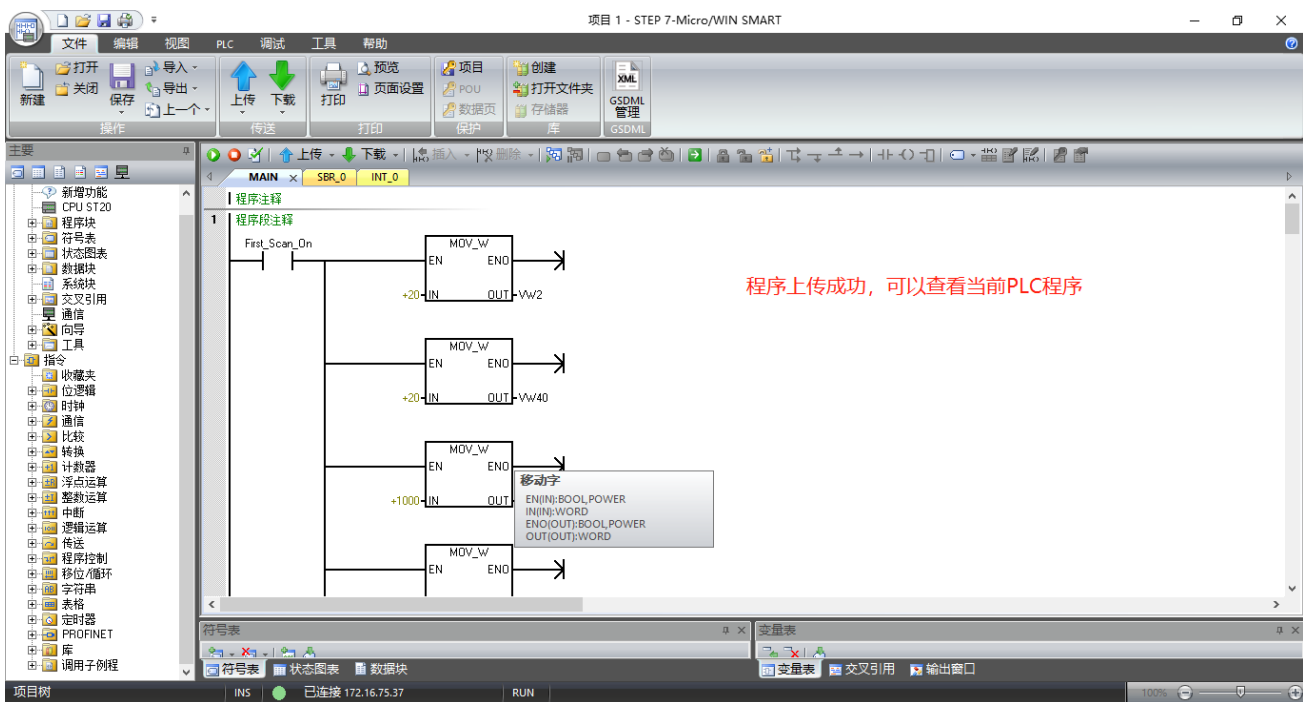 项目 1 - STEP 7-Micro/WIN SMART
文件 编辑 视图 PLC 调试 工具 帮助
新建
打开
关闭
保存
导入
导出
上一个
操作
上传
下载
传送
打印
预览
页面设置
打印
项目
POU
数据页
保护
创建
打开文件夹
存储器
库
XML
GSDML
管理
GSDML
主要
上传 下载 插入 删除
MAIN SBR_0 INT_0
新增功能
CPU ST20
程序块
符号表
状态图表
数据块
系统块
交叉引用
通信
向导
工具
指令
收藏夹
位逻辑
时钟
通信
比较
转换
计数器
浮点运算
整数运算
中断
逻辑运算
传送
程序控制
移位/循环
字符串
表格
定时器
PROFINET
库
调用子例程
程序注释
1 程序段注释
First_Scan_On
MOV_W
EN ENO
+20 IN OUT VW2
MOV_W
EN ENO
+20 IN OUT VW40
MOV_W
EN ENO
+1000 IN OUT
MOV_W
EN ENO
移动字
EN(IN):BOOL,POWER
IN(IN):WORD
ENO(OUT):BOOL,POWER
OUT(OUT):WORD
程序上传成功，可以查看当前PLC程序
符号表
符号表 状态图表 数据块
变量表
变量表 交叉引用 输出窗口
项目树 INS 已连接 172.16.75.37 RUN 100%